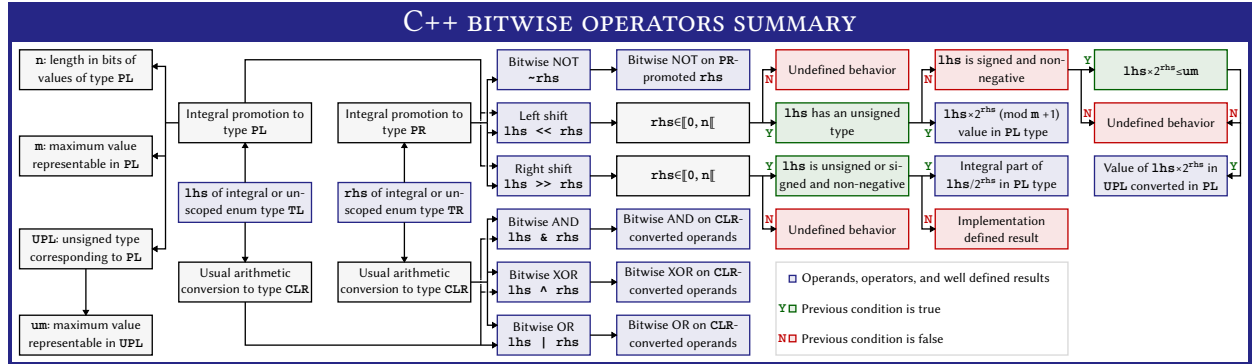 C++ BITWISE OPERATORS SUMMARY
n: length in bits
of values of type PL
m: maximum value
representable in PL
UPL: unsigned type
corresponding to PL
um: maximum value
representable in UPL
Integral promotion
to type PL
lhs of integral or un-
scoped enum type TL
Usual arithmetic
conversion to type CLR
Integral promotion
to type PR
rhs of integral or un-
scoped enum type TR
Usual arithmetic
conversion to type CLR
Bitwise NOT
~rhs
Left shift
lhs << rhs
Right shift
lhs >> rhs
Bitwise AND
lhs & rhs
Bitwise XOR
lhs ^ rhs
Bitwise OR
lhs | rhs
Bitwise NOT on PR-
promoted rhs
rhs∈⟦0, n⟦
rhs∈⟦0, n⟦
Bitwise AND on CLR-
converted operands
Bitwise XOR on CLR-
converted operands
Bitwise OR on CLR-
converted operands
N
Undefined behavior
Y
lhs has an unsigned
type
Y
lhs is unsigned or si-
gned and non-negative
N
Undefined behavior
N
lhs is signed and non-
negative
Y
lhs×2^rhs (mod m +1)
value in PL type
Y
Integral part of
lhs/2^rhs in PL type
N
Implementation
defined result
Y
lhs×2^rhs≤um
N
Undefined behavior
N
Y
Value of lhs×2^rhs in
UPL converted in PL
Operands, operators, and well defined results
Y Previous condition is true
N Previous condition is false